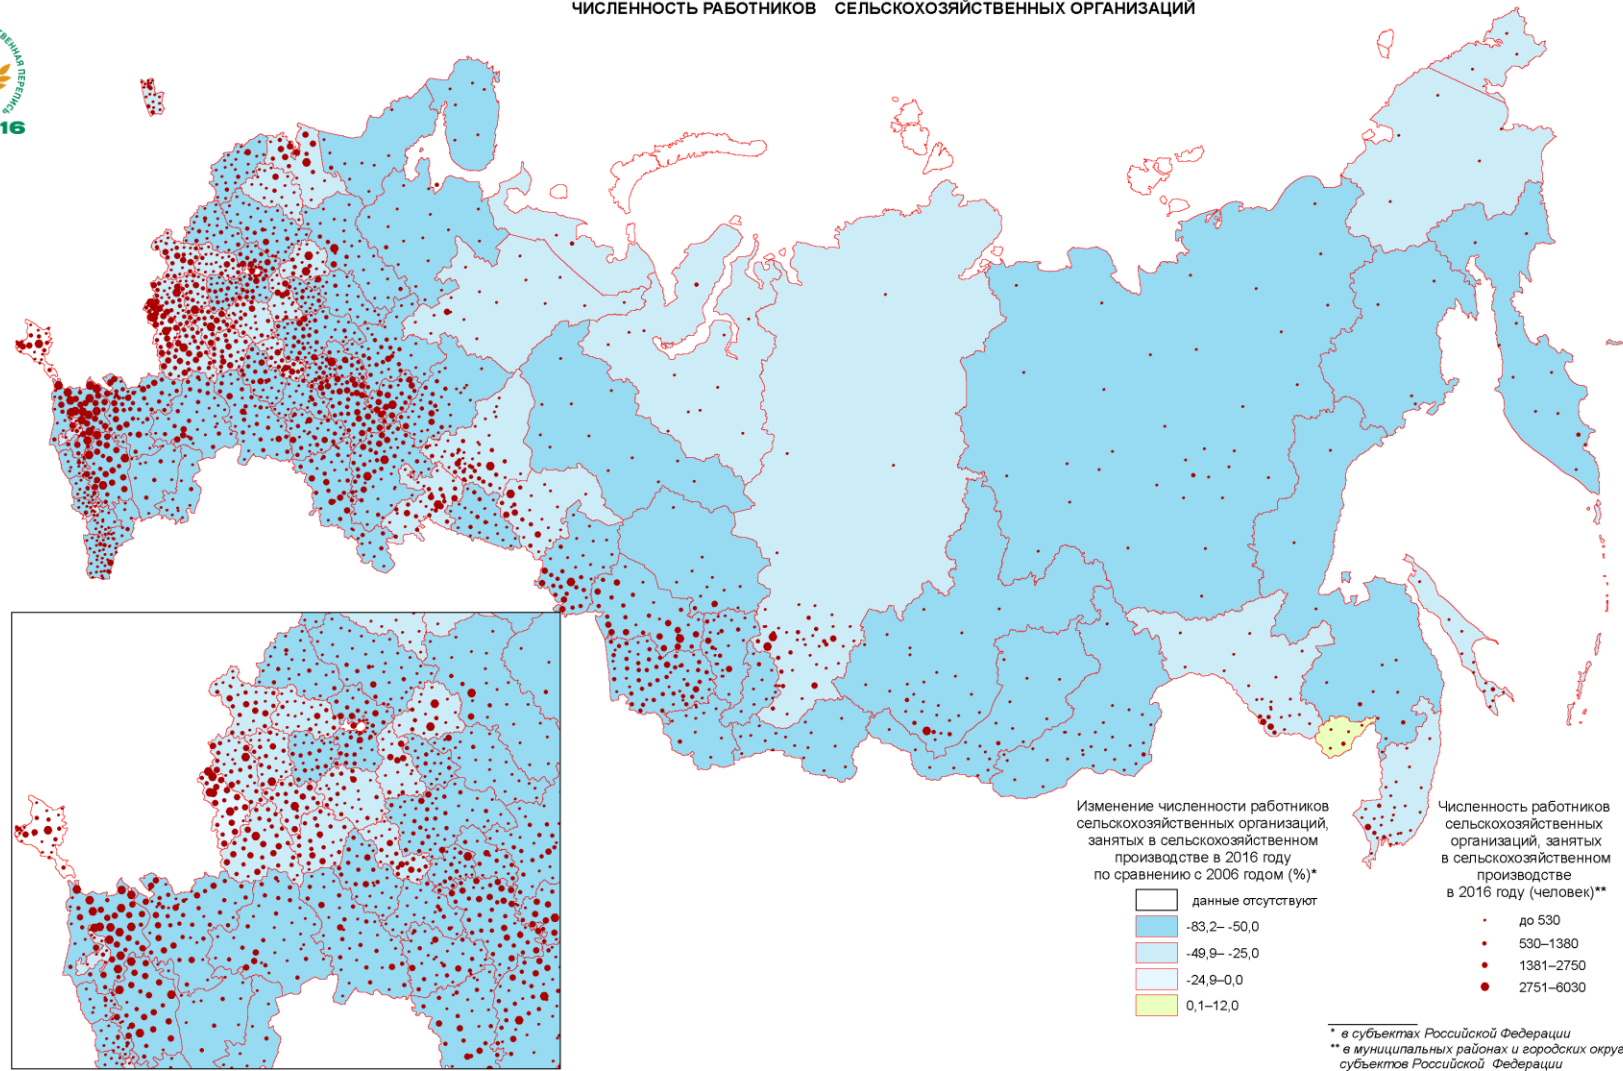 ЧИСЛЕННОСТЬ РАБОТНИКОВ СЕЛЬСКОХОЗЯЙСТВЕННЫХ ОРГАНИЗАЦИЙ
ПЕРЕПИСЬ
16
Изменение численности работников
сельскохозяйственных организаций,
занятых в сельскохозяйственном
производстве в 2016 году
по сравнению с 2006 годом (%)*
данные отсутствуют
-83,2– -50,0
-49,9– -25,0
-24,9–0,0
0,1–12,0
Численность работников
сельскохозяйственных
организаций, занятых
в сельскохозяйственном
производстве
в 2016 году (человек)**
до 530
530–1380
1381–2750
2751–6030
* в субъектах Российской Федерации
** в муниципальных районах и городских округ
субъектов Российской Федерации